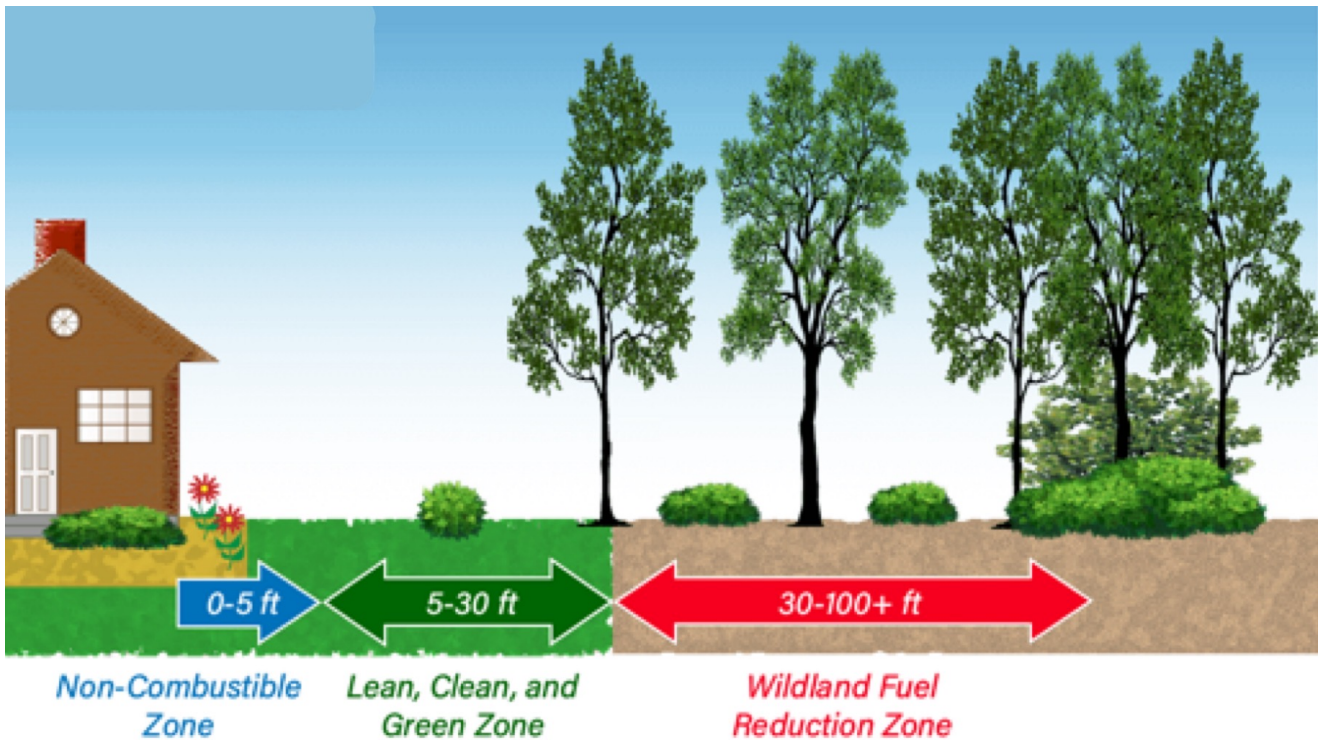 0-5 ft
5-30 ft
30-100+ ft
Non-Combustible
Zone
Lean, Clean, and
Green Zone
Wildland Fuel
Reduction Zone